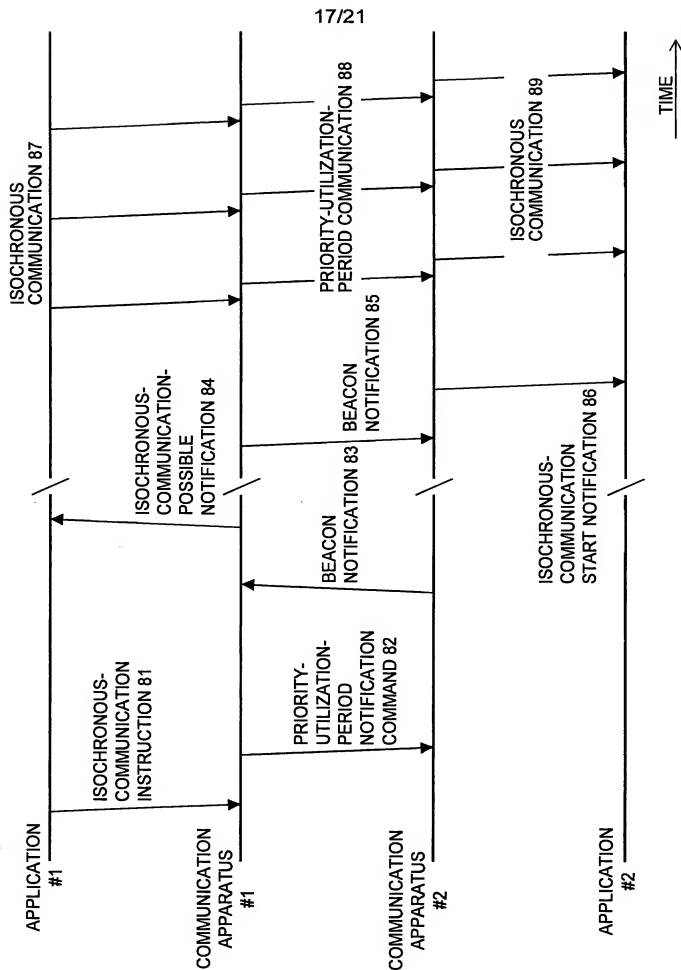 17/21
APPLICATION
#1
COMMUNICATION
APPARATUS
#1
COMMUNICATION
APPARATUS
#2
APPLICATION
#2
ISOCHRONOUS-
COMMUNICATION
INSTRUCTION 81
PRIORITY-
UTILIZATION-
PERIOD
NOTIFICATION
COMMAND 82
BEACON
NOTIFICATION 83
ISOCHRONOUS-
COMMUNICATION-
POSSIBLE
NOTIFICATION 84
BEACON
NOTIFICATION 85
ISOCHRONOUS-
COMMUNICATION
START NOTIFICATION 86
ISOCHRONOUS
COMMUNICATION 87
PRIORITY-UTILIZATION-
PERIOD COMMUNICATION 88
ISOCHRONOUS
COMMUNICATION 89
TIME